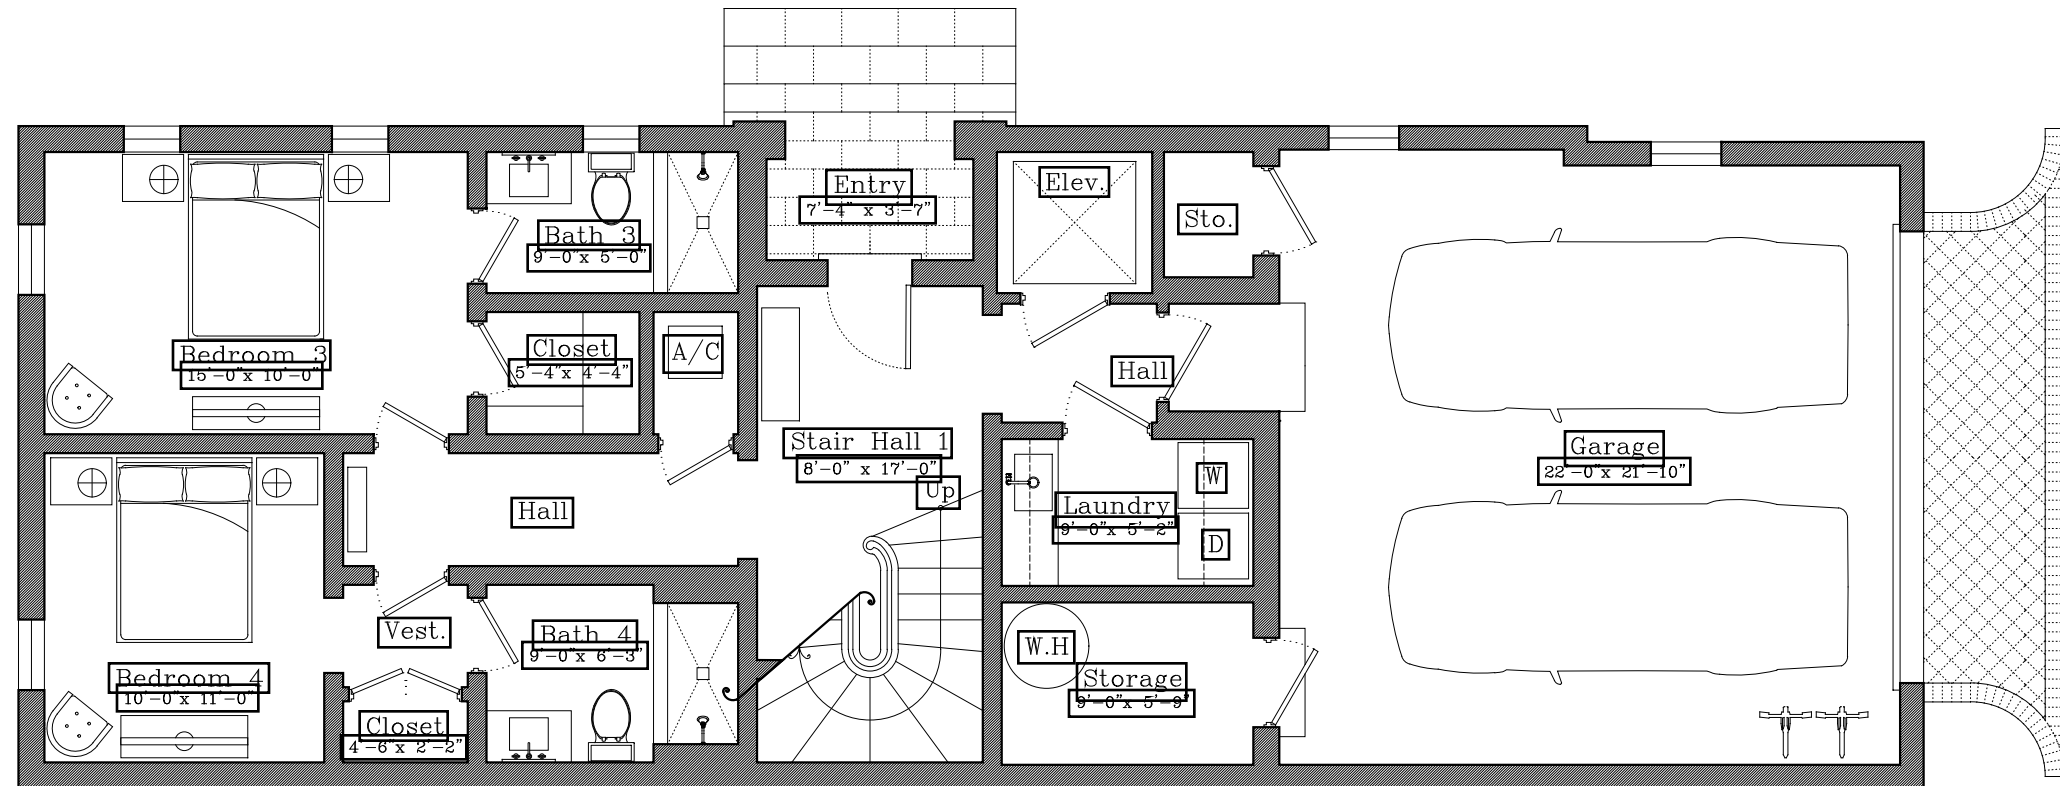 Entry
7'-4" x 3'-7"
Elev.
Sto.
Bath 3
9'-0"x 5'-0"
Bedroom 3
15'-0"x 10'-0"
Closet
5'-4"x 4'-4"
A/C
Hall
Stair Hall 1
8'-0" x 17'-0"
Up
Garage
22'-0"x 21'-10"
W
Hall
Laundry
9'-0"x 5'-2"
D
Vest.
Bath 4
9'-0"x 6'-3"
W.H
Bedroom 4
10'-0"x 11'-0"
Storage
9'-0"x 5'-9"
Closet
4'-6"x 2'-2"